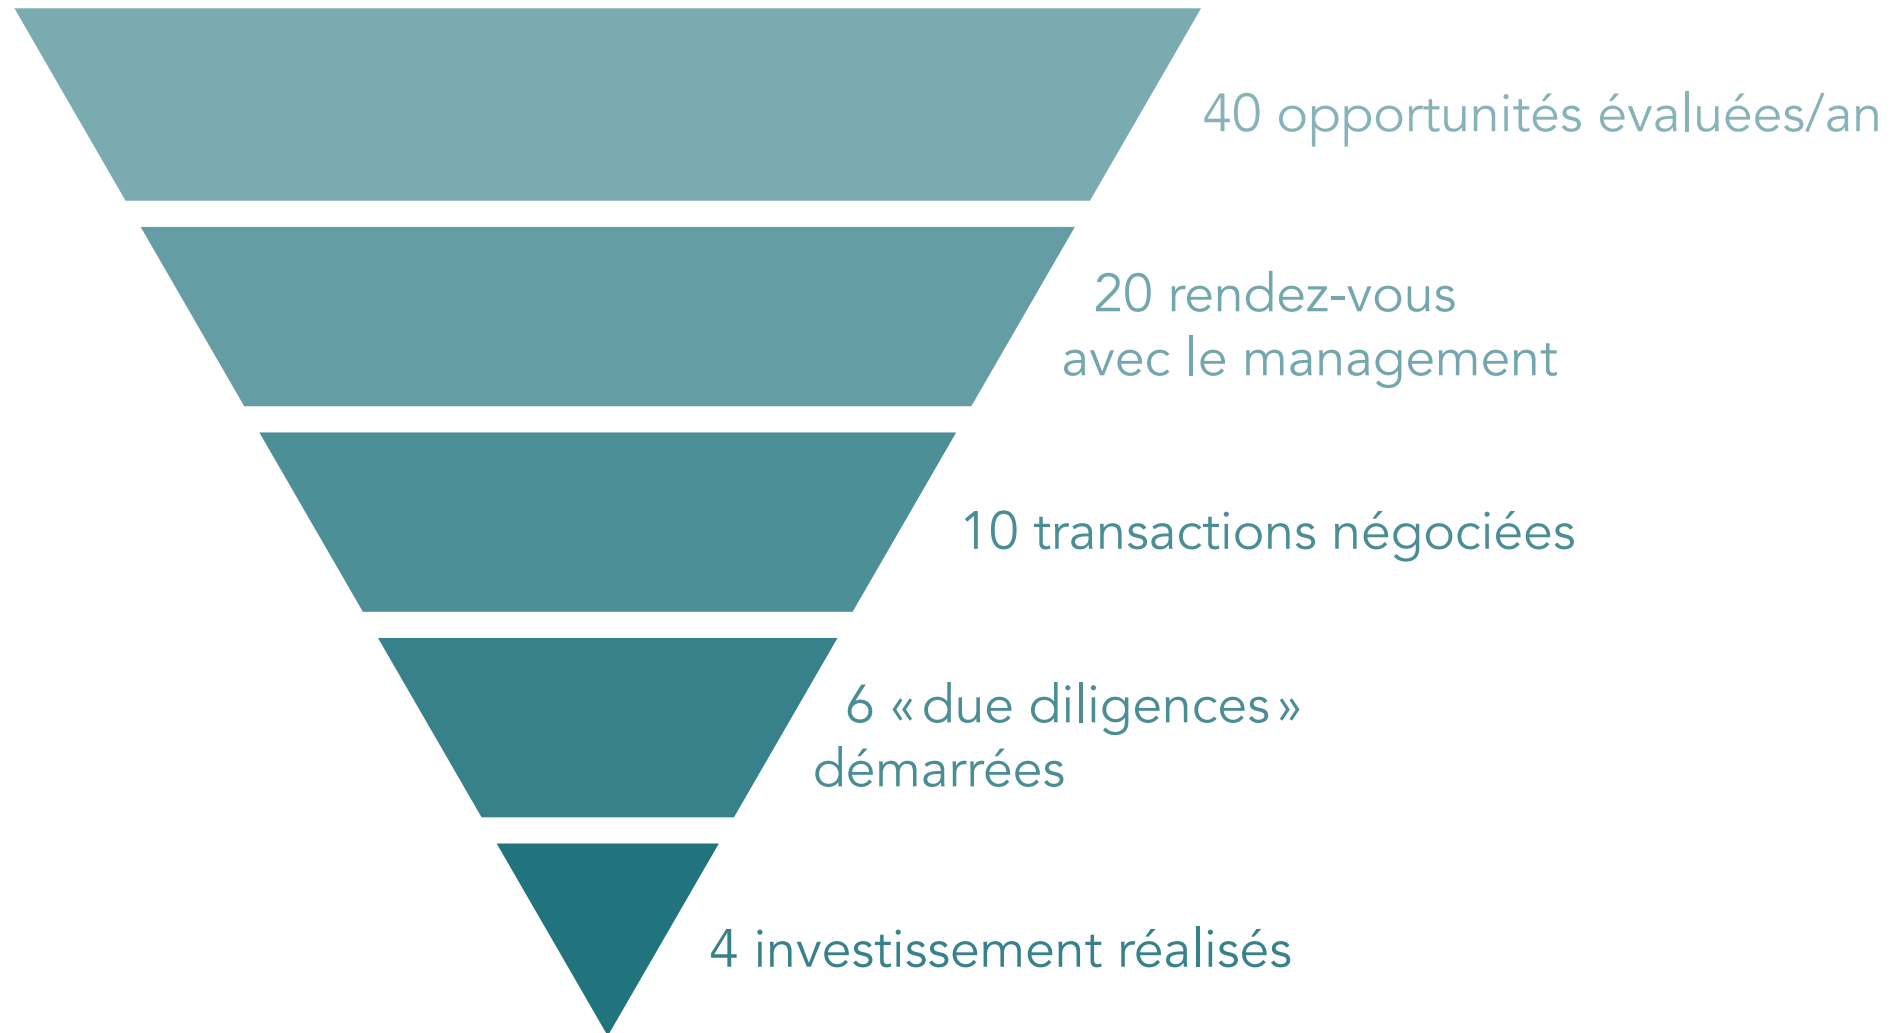 40 opportunités évaluées/an
20 rendez-vous
avec le management
10 transactions négociées
6 « due diligences »
démarrées
4 investissement réalisés